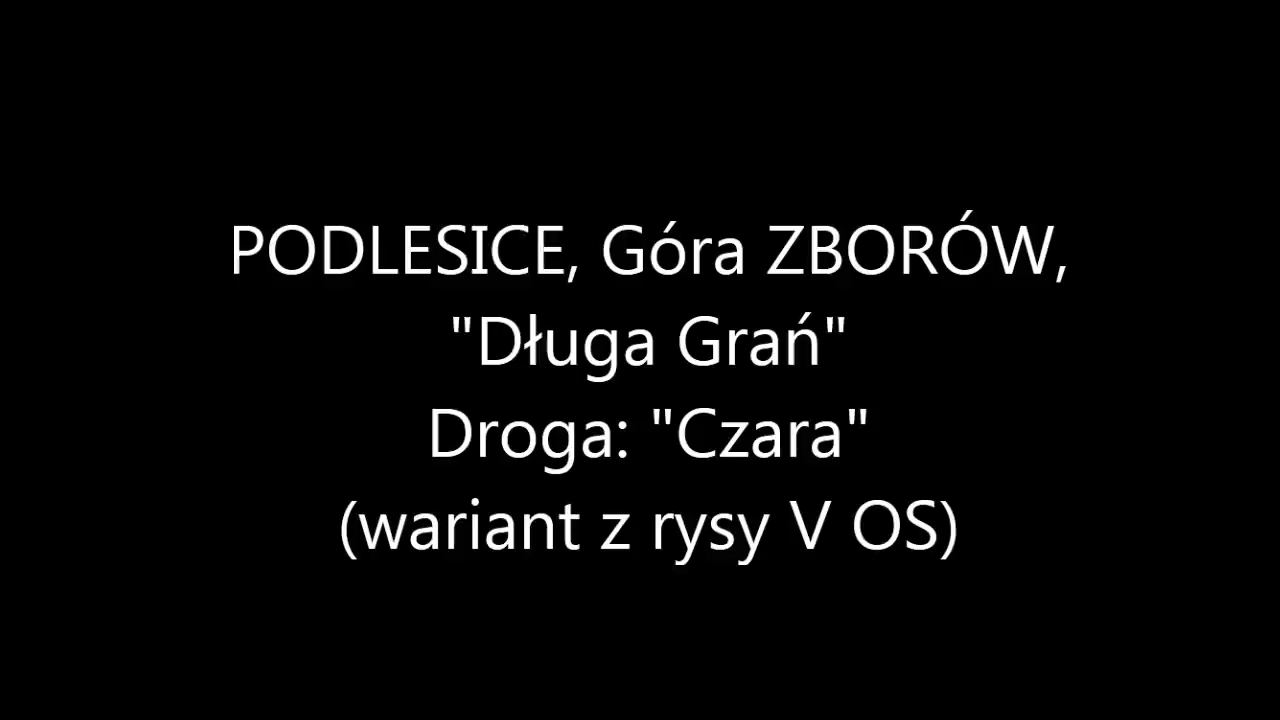 PODLESICE, Góra ZBORÓW,
"Długa Grań"
Droga: "Czara"
(wariant z rysy V OS)